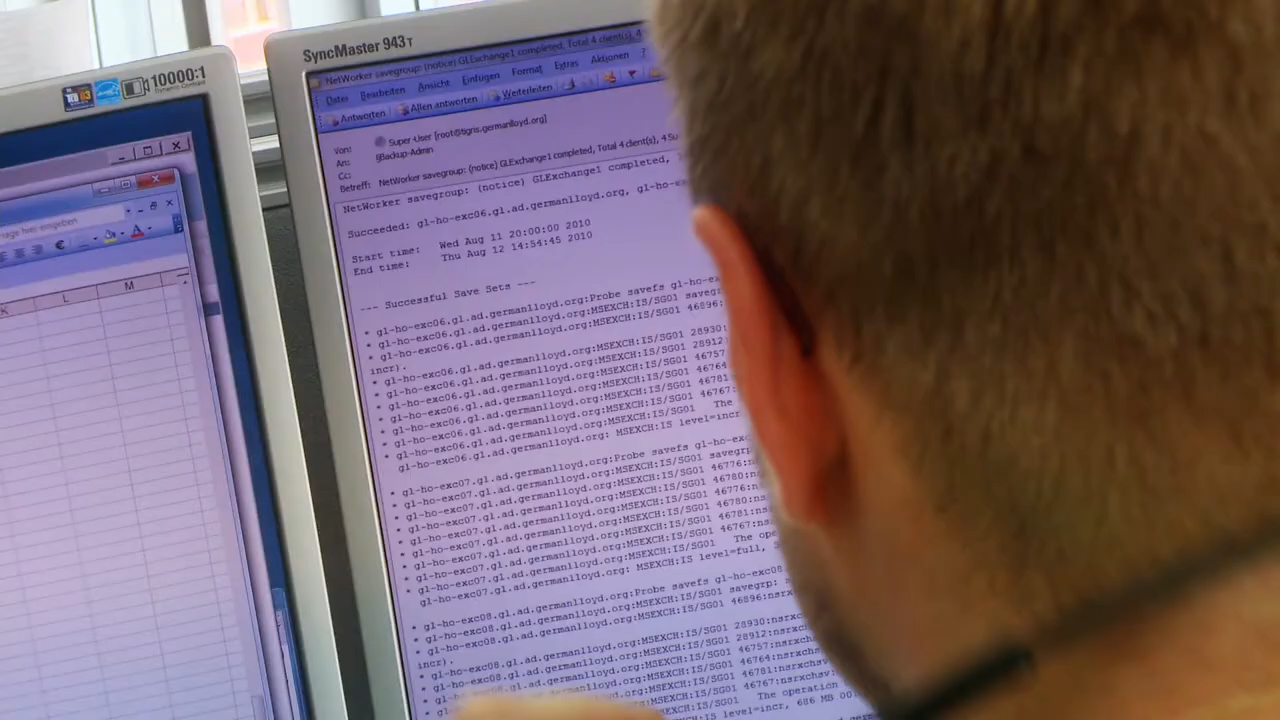 10000:1
Dynamic Contrast
SyncMaster 943T
NetWorker savegroup: (notice) GLExchange1 completed, Total 4 client(s), 4
Datei Bearbeiten Ansicht Einfügen Format Extras Aktionen ?
Antworten Allen antworten Weiterleiten
Von: Super-User [root@tigris.germanlloyd.org]
An: §Backup-Admin
Cc:
Betreff: NetWorker savegroup: (notice) GLExchange1 completed, Total 4 client(s), 4 Su
NetWorker savegroup: (notice) GLExchange1 completed,
Succeeded: gl-ho-exc06.gl.ad.germanlloyd.org, gl-ho-ex
Start time: Wed Aug 11 20:00:00 2010
End time: Thu Aug 12 14:54:45 2010
--- Successful Save Sets ---
* gl-ho-exc06.gl.ad.germanlloyd.org:Probe savefs gl-ho-e
* gl-ho-exc06.gl.ad.germanlloyd.org:MSEXCH:IS/SG01 savegr
* gl-ho-exc06.gl.ad.germanlloyd.org:MSEXCH:IS/SG01 46896:
incr).
* gl-ho-exc06.gl.ad.germanlloyd.org:MSEXCH:IS/SG01 28930:
* gl-ho-exc06.gl.ad.germanlloyd.org:MSEXCH:IS/SG01 28912:
* gl-ho-exc06.gl.ad.germanlloyd.org:MSEXCH:IS/SG01 46757
* gl-ho-exc06.gl.ad.germanlloyd.org:MSEXCH:IS/SG01 46764
* gl-ho-exc06.gl.ad.germanlloyd.org:MSEXCH:IS/SG01 46781
* gl-ho-exc06.gl.ad.germanlloyd.org:MSEXCH:IS/SG01 46767:
* gl-ho-exc06.gl.ad.germanlloyd.org:MSEXCH:IS/SG01 The
gl-ho-exc06.gl.ad.germanlloyd.org: MSEXCH:IS level=incr
* gl-ho-exc07.gl.ad.germanlloyd.org:Probe savefs gl-ho-exc
* gl-ho-exc07.gl.ad.germanlloyd.org:MSEXCH:IS/SG01 savegrp
* gl-ho-exc07.gl.ad.germanlloyd.org:MSEXCH:IS/SG01 46776:n
* gl-ho-exc07.gl.ad.germanlloyd.org:MSEXCH:IS/SG01 46780:n
* gl-ho-exc07.gl.ad.germanlloyd.org:MSEXCH:IS/SG01 46776:n
* gl-ho-exc07.gl.ad.germanlloyd.org:MSEXCH:IS/SG01 46780:ns
* gl-ho-exc07.gl.ad.germanlloyd.org:MSEXCH:IS/SG01 46781:ns
* gl-ho-exc07.gl.ad.germanlloyd.org:MSEXCH:IS/SG01 46767:ns
* gl-ho-exc07.gl.ad.germanlloyd.org:MSEXCH:IS/SG01 The ope
gl-ho-exc07.gl.ad.germanlloyd.org: MSEXCH:IS level=full, 5
* gl-ho-exc08.gl.ad.germanlloyd.org:Probe savefs gl-ho-exc08
* gl-ho-exc08.gl.ad.germanlloyd.org:MSEXCH:IS/SG01 savegrp:
* gl-ho-exc08.gl.ad.germanlloyd.org:MSEXCH:IS/SG01 46896:nsrx
incr).
* gl-ho-exc08.gl.ad.germanlloyd.org:MSEXCH:IS/SG01 28930:nsrxc
* gl-ho-exc08.gl.ad.germanlloyd.org:MSEXCH:IS/SG01 28912:nsrxc
* gl-ho-exc08.gl.ad.germanlloyd.org:MSEXCH:IS/SG01 46757:nsrxch
germanlloyd.org:MSEXCH:IS/SG01 46764:nsrxchs
germanlloyd.org:MSEXCH:IS/SG01 46781:nsrxchsv
germanlloyd.org:MSEXCH:IS/SG01 46767:nsrxchsv
MSEXCH:IS/SG01 The operation
MSEXCH:IS level=incr, 686 MB 00:
K L M